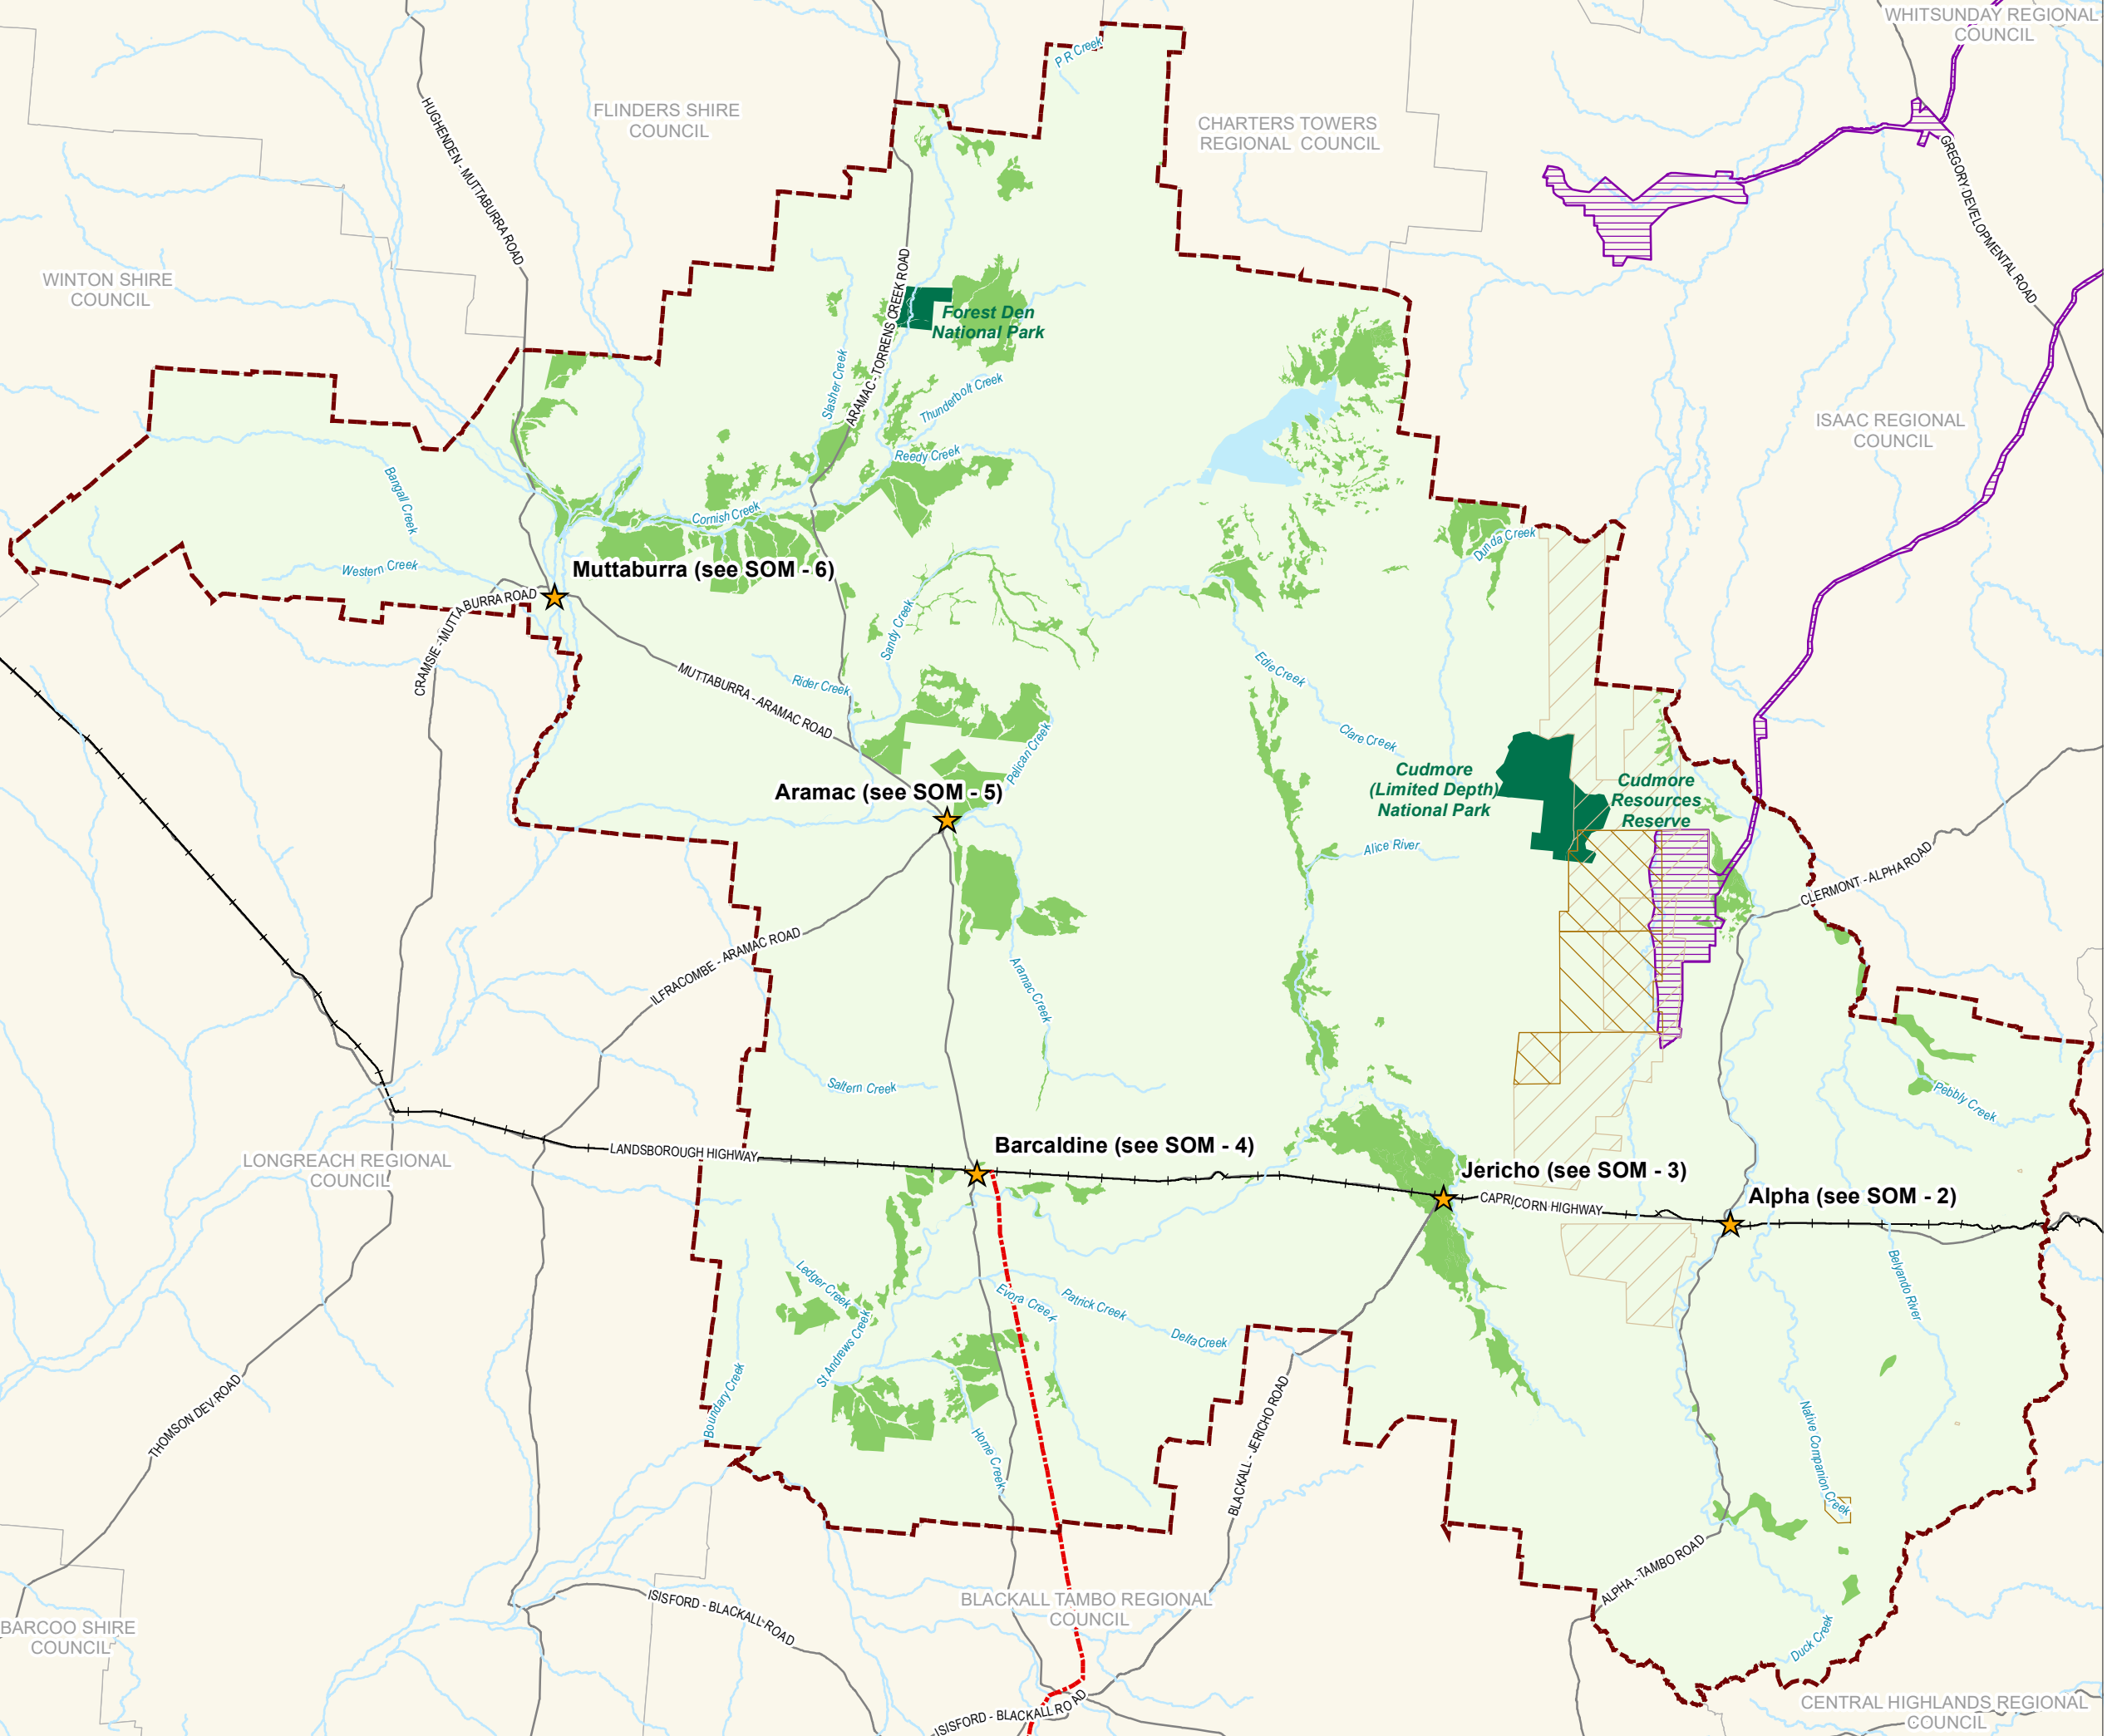 WHITSUNDAY REGIONAL
COUNCIL
P R Creek
FLINDERS SHIRE
COUNCIL
CHARTERS TOWERS
REGIONAL COUNCIL
HUGHENDEN - MUTTABURRA ROAD
GREGORY DEVELOPMENTAL ROAD
WINTON SHIRE
COUNCIL
ARAMAC - TORRENS CREEK ROAD
Forest Den
National Park
Slasher Creek
Thunderbolt Creek
ISAAC REGIONAL
COUNCIL
Reedy Creek
Bangall Creek
Cornish Creek
Dunda Creek
Western Creek
Muttaburra (see SOM - 6)
CRAMSIE - MUTTABURRA ROAD
Sandy Creek
Edie Creek
Rider Creek
MUTTABURRA - ARAMAC ROAD
Clare Creek
Pelican Creek
Cudmore
(Limited Depth)
National Park
Cudmore
Resources
Reserve
Aramac (see SOM - 5)
Alice River
CLERMONT - ALPHA ROAD
ILFRACOMBE - ARAMAC ROAD
Aramac Creek
Saltern Creek
Pebbly Creek
LANDSBOROUGH HIGHWAY
Barcaldine (see SOM - 4)
LONGREACH REGIONAL
COUNCIL
Jericho (see SOM - 3)
CAPRICORN HIGHWAY
Alpha (see SOM - 2)
Ledger Creek
Evora Creek
Patrick Creek
Delta Creek
Belyando River
St Andrews Creek
Boundary Creek
THOMSON DEV ROAD
Home Creek
BLACKALL - JERICHO ROAD
Native Companion Creek
ALPHA - TAMBO ROAD
ISISFORD - BLACKALL ROAD
BLACKALL TAMBO REGIONAL
COUNCIL
BARCOO SHIRE
COUNCIL
Duck Creek
ISISFORD - BLACKALL ROAD
CENTRAL HIGHLANDS REGIONAL
COUNCIL